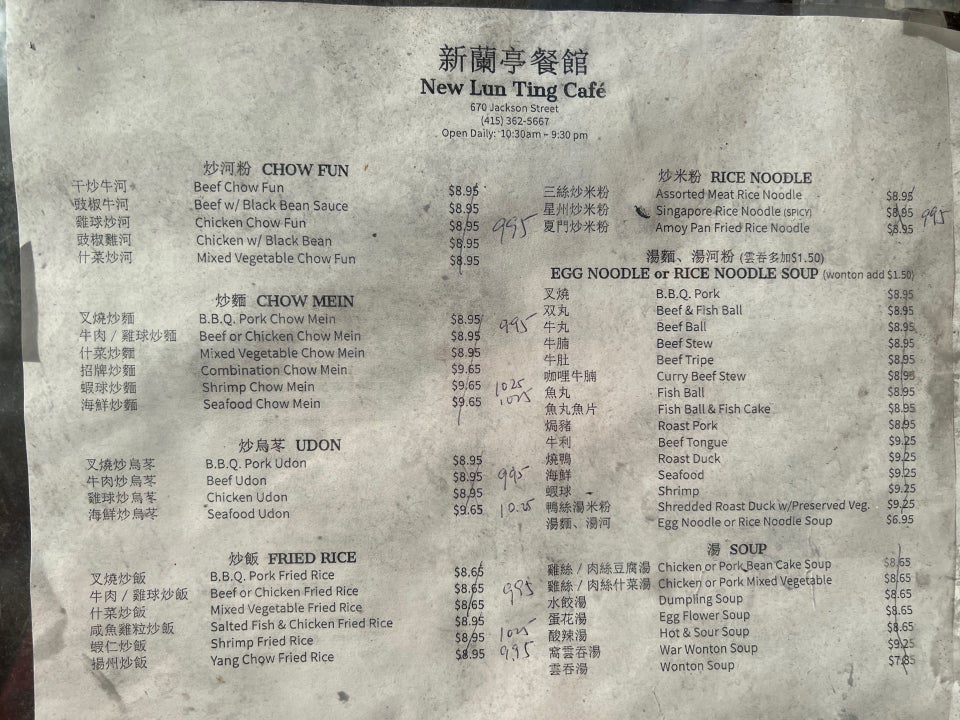 新蘭亭餐館
New Lun Ting Café
670 Jackson Street
(415) 362-5667
Open Daily: 10:30am – 9:30 pm
炒河粉 CHOW FUN
干炒牛河 Beef Chow Fun $8.95
豉椒牛河 Beef w/ Black Bean Sauce $8.95
雞球炒河 Chicken Chow Fun $8.95 995
豉椒雞河 Chicken w/ Black Bean $8.95
什菜炒河 Mixed Vegetable Chow Fun $8.95
炒麵 CHOW MEIN
叉燒炒麵 B.B.Q. Pork Chow Mein $8.95 995
牛肉 / 雞球炒麵 Beef or Chicken Chow Mein $8.95
什菜炒麵 Mixed Vegetable Chow Mein $8.95
招牌炒麵 Combination Chow Mein $9.65
蝦球炒麵 Shrimp Chow Mein $9.65 1025
海鮮炒麵 Seafood Chow Mein $9.65 1025
炒烏苳 UDON
叉燒炒烏苳 B.B.Q. Pork Udon $8.95
牛肉炒烏苳 Beef Udon $8.95 995
雞球炒烏苳 Chicken Udon $8.95
海鮮炒烏苳 Seafood Udon $9.65 10.25
炒飯 FRIED RICE
叉燒炒飯 B.B.Q. Pork Fried Rice $8.65
牛肉 / 雞球炒飯 Beef or Chicken Fried Rice $8.65 995
什菜炒飯 Mixed Vegetable Fried Rice $8.65
咸魚雞粒炒飯 Salted Fish & Chicken Fried Rice $8.95
蝦仁炒飯 Shrimp Fried Rice $8.95 1025
揚州炒飯 Yang Chow Fried Rice $8.95 9.95
炒米粉 RICE NOODLE
三絲炒米粉 Assorted Meat Rice Noodle $8.95
星州炒米粉 Singapore Rice Noodle (SPICY) $8.95 995
夏門炒米粉 Amoy Pan Fried Rice Noodle $8.95
湯麵、湯河粉 (雲吞多加$1.50)
EGG NOODLE or RICE NOODLE SOUP (wonton add $1.50)
叉燒 B.B.Q. Pork $8.95
双丸 Beef & Fish Ball $8.95
牛丸 Beef Ball $8.95
牛腩 Beef Stew $8.95
牛肚 Beef Tripe $8.95
咖哩牛腩 Curry Beef Stew $8.95
魚丸 Fish Ball $8.95
魚丸魚片 Fish Ball & Fish Cake $8.95
焗豬 Roast Pork $8.95
牛利 Beef Tongue $9.25
燒鴨 Roast Duck $9.25
海鮮 Seafood $9.25
蝦球 Shrimp $9.25
鴨絲湯米粉 Shredded Roast Duck w/Preserved Veg. $9.25
湯麵、湯河 Egg Noodle or Rice Noodle Soup $6.95
湯 SOUP
雞絲 / 肉絲豆腐湯 Chicken or Pork Bean Cake Soup $8.65
雞絲 / 肉絲什菜湯 Chicken or Pork Mixed Vegetable $8.65
水餃湯 Dumpling Soup $8.65
蛋花湯 Egg Flower Soup $8.65
酸辣湯 Hot & Sour Soup $8.65
窩雲吞湯 War Wonton Soup $9.25
雲吞湯 Wonton Soup $7.85